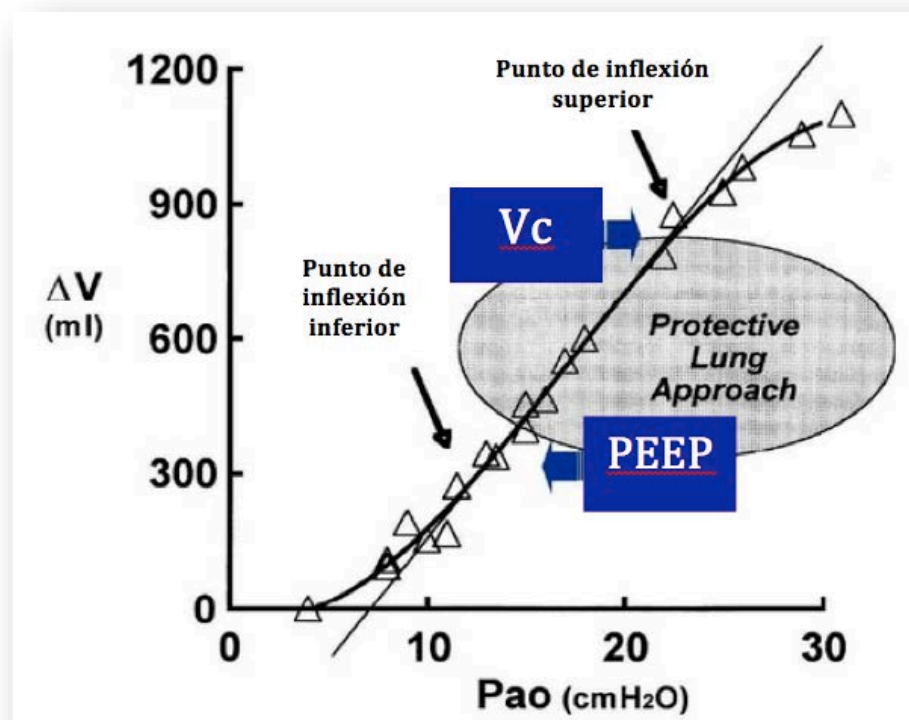 1200
Punto de inflexión
superior
900
Vc
Punto de
inflexión
inferior
ΔV
(ml)
600
Protective
Lung
Approach
PEEP
300
0
0
10
20
30
Pao (cmH₂O)